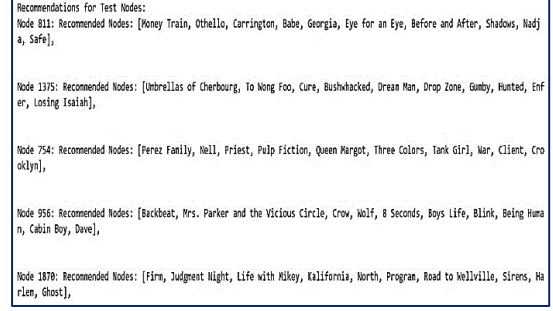 Recommendations for Test Nodes:
Node 811: Recommended Nodes: [Money Train, Othello, Carrington, Babe, Georgia, Eye for an Eye, Before and After, Shadows, Nadj
a, Safe],
Node 1375: Recommended Nodes: [Umbrellas of Cherbourg, To Wong Foo, Cure, Bushwhacked, Dream Man, Drop Zone, Gumby, Hunted, Enf
er, Losing Isaiah],
Node 754: Recommended Nodes: [Perez Family, Nell, Priest, Pulp Fiction, Queen Margot, Three Colors, Tank Girl, War, Client, Cro
oklyn],
Node 956: Recommended Nodes: [Backbeat, Mrs. Parker and the Vicious Circle, Crow, Wolf, 8 Seconds, Boys Life, Blink, Being Huma
n, Cabin Boy, Dave],
Node 1870: Recommended Nodes: [Firm, Judgment Night, Life with Mikey, Kalifornia, North, Program, Road to Wellville, Sirens, Ha
rlem, Ghost],